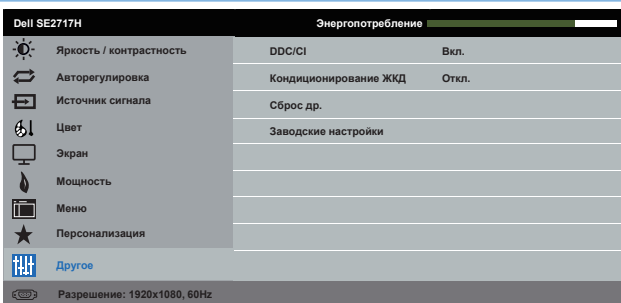 Dell SE2717H Энергопотребление
Яркость / контрастность DDC/CI Вкл.
Авторегулировка Кондиционирование ЖКД Откл.
Источник сигнала Сброс др.
Цвет Заводские настройки
Экран
Мощность
Меню
Персонализация
Другое
Разрешение: 1920x1080, 60Hz